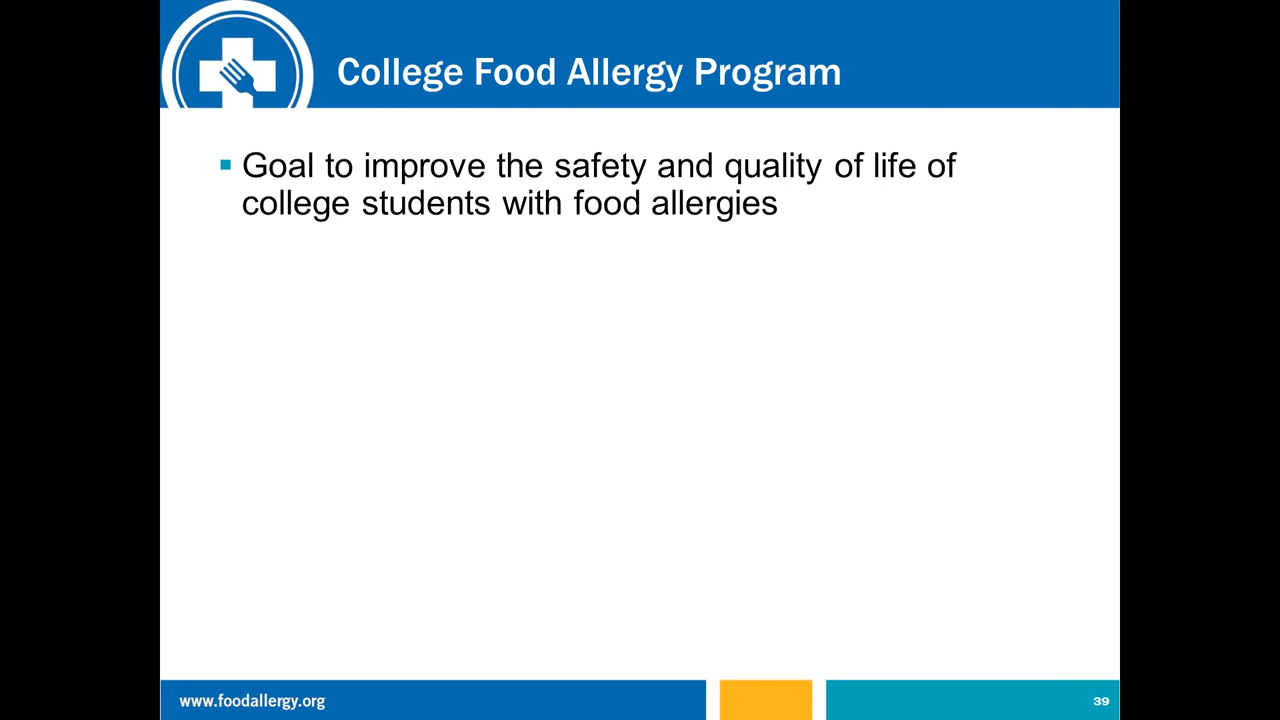 College Food Allergy Program
Goal to improve the safety and quality of life of
college students with food allergies
www.foodallergy.org
39